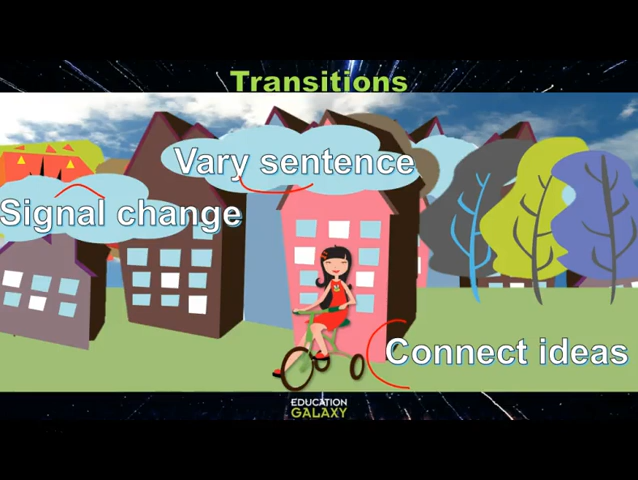 Transitions
Vary sentence
Signal change
Connect ideas
EDUCATION
GALAXY